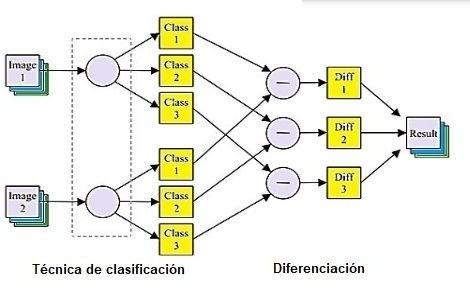 Image
1
Class
1
Class
2
Class
3
Image
2
Class
1
Class
2
Class
3
—
—
—
Diff
1
Diff
2
Diff
3
Result
Técnica de clasificación
Diferenciación